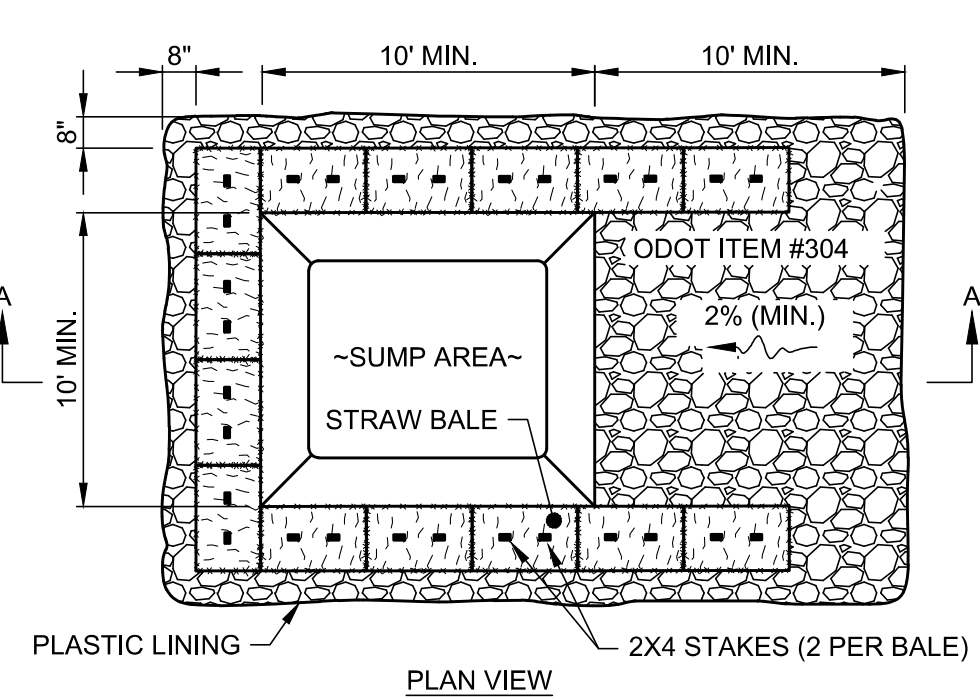 8"
10' MIN.
10' MIN.
8"
ODOT ITEM #304
A
A
2% (MIN.)
10' MIN.
~SUMP AREA~
STRAW BALE
PLASTIC LINING
2X4 STAKES (2 PER BALE)
PLAN VIEW